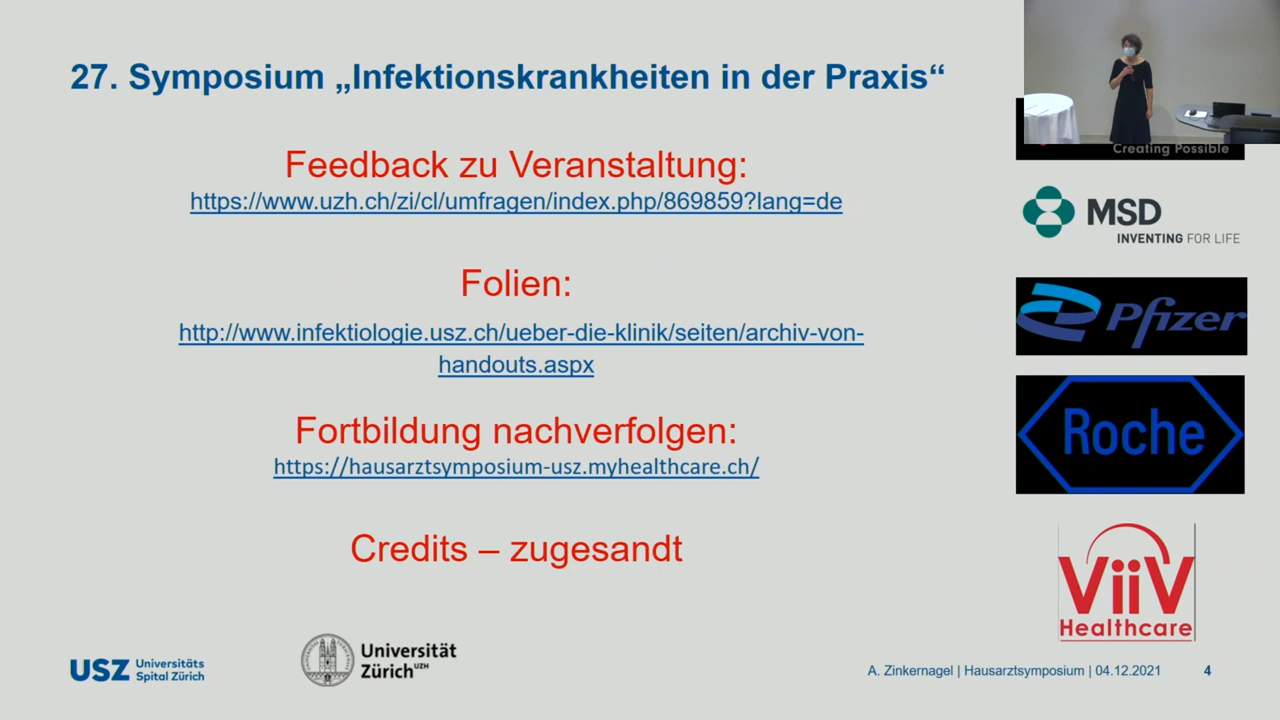 27. Symposium „Infektionskrankheiten in der Praxis“
Feedback zu Veranstaltung:
https://www.uzh.ch/zi/cl/umfragen/index.php/869859?lang=de
Folien:
http://www.infektiologie.usz.ch/ueber-die-klinik/seiten/archiv-von-
handouts.aspx
Fortbildung nachverfolgen:
https://hausarztsymposium-usz.myhealthcare.ch/
Credits – zugesandt
Creating Possible
MSD
INVENTING FOR LIFE
Pfizer
Roche
ViiV
Healthcare
USZ Universitäts
Spital Zürich
Universität
Zürich UZH
A. Zinkernagel | Hausarztsymposium | 04.12.2021 4